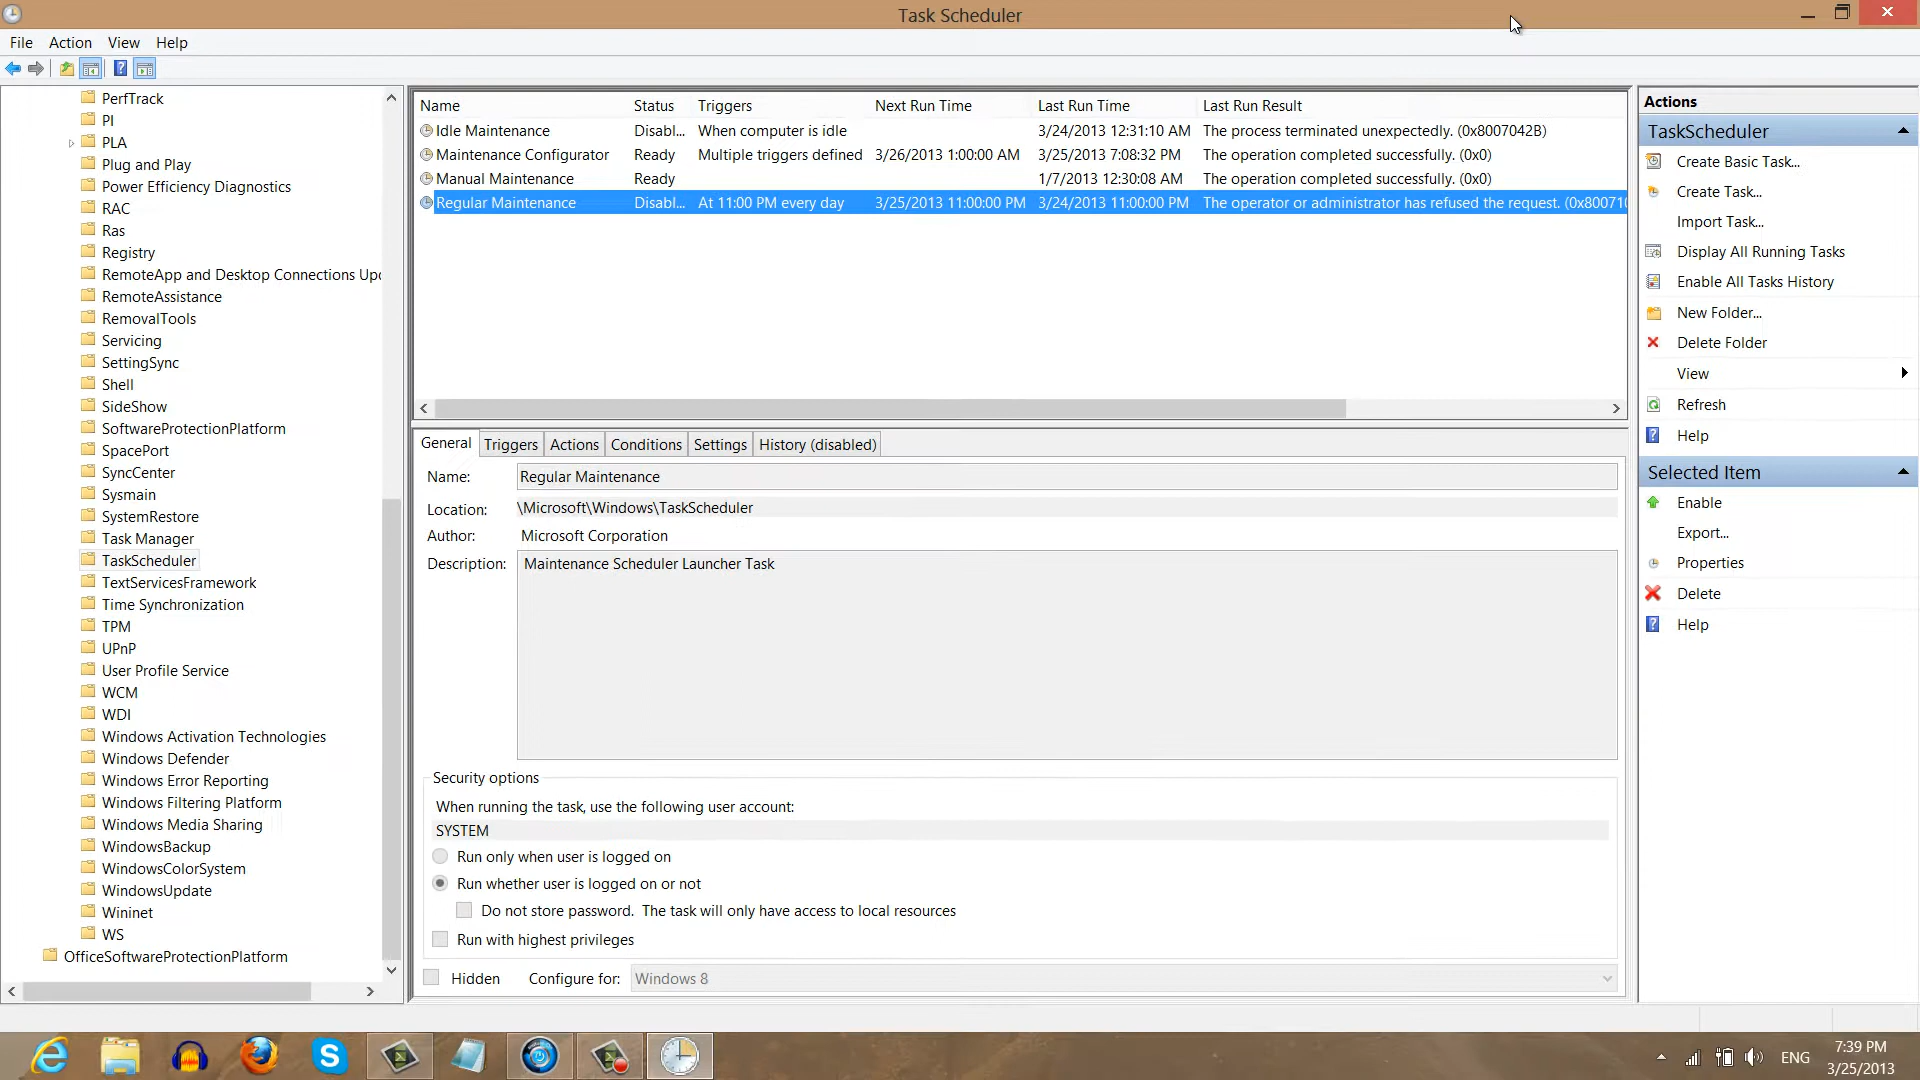 Task Scheduler
File Action View Help
PerfTrack
PI
PLA
Plug and Play
Power Efficiency Diagnostics
RAC
Ras
Registry
RemoteApp and Desktop Connections Upd
RemoteAssistance
RemovalTools
Servicing
SettingSync
Shell
SideShow
SoftwareProtectionPlatform
SpacePort
SyncCenter
Sysmain
SystemRestore
Task Manager
TaskScheduler
TextServicesFramework
Time Synchronization
TPM
UPnP
User Profile Service
WCM
WDI
Windows Activation Technologies
Windows Defender
Windows Error Reporting
Windows Filtering Platform
Windows Media Sharing
WindowsBackup
WindowsColorSystem
WindowsUpdate
Wininet
WS
OfficeSoftwareProtectionPlatform
Name Status Triggers Next Run Time Last Run Time Last Run Result
Idle Maintenance Disabl... When computer is idle 3/24/2013 12:31:10 AM The process terminated unexpectedly. (0x8007042B)
Maintenance Configurator Ready Multiple triggers defined 3/26/2013 1:00:00 AM 3/25/2013 7:08:32 PM The operation completed successfully. (0x0)
Manual Maintenance Ready 1/7/2013 12:30:08 AM The operation completed successfully. (0x0)
Regular Maintenance Disabl... At 11:00 PM every day 3/25/2013 11:00:00 PM 3/24/2013 11:00:00 PM The operator or administrator has refused the request. (0x80071
General Triggers Actions Conditions Settings History (disabled)
Name: Regular Maintenance
Location: \Microsoft\Windows\TaskScheduler
Author: Microsoft Corporation
Description: Maintenance Scheduler Launcher Task
Security options
When running the task, use the following user account:
SYSTEM
Run only when user is logged on
Run whether user is logged on or not
Do not store password. The task will only have access to local resources
Run with highest privileges
Hidden Configure for: Windows 8
Actions
TaskScheduler
Create Basic Task...
Create Task...
Import Task...
Display All Running Tasks
Enable All Tasks History
New Folder...
Delete Folder
View
Refresh
Help
Selected Item
Enable
Export...
Properties
Delete
Help
ENG
7:39 PM
3/25/2013